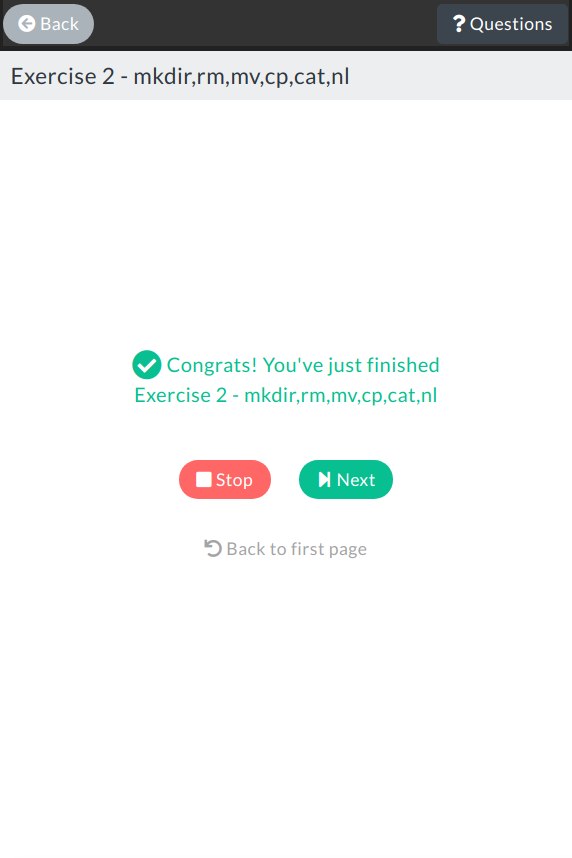 Back
Questions
Exercise 2 - mkdir,rm,mv,cp,cat,nl
Congrats! You've just finished
Exercise 2 - mkdir,rm,mv,cp,cat,nl
Stop
Next
Back to first page